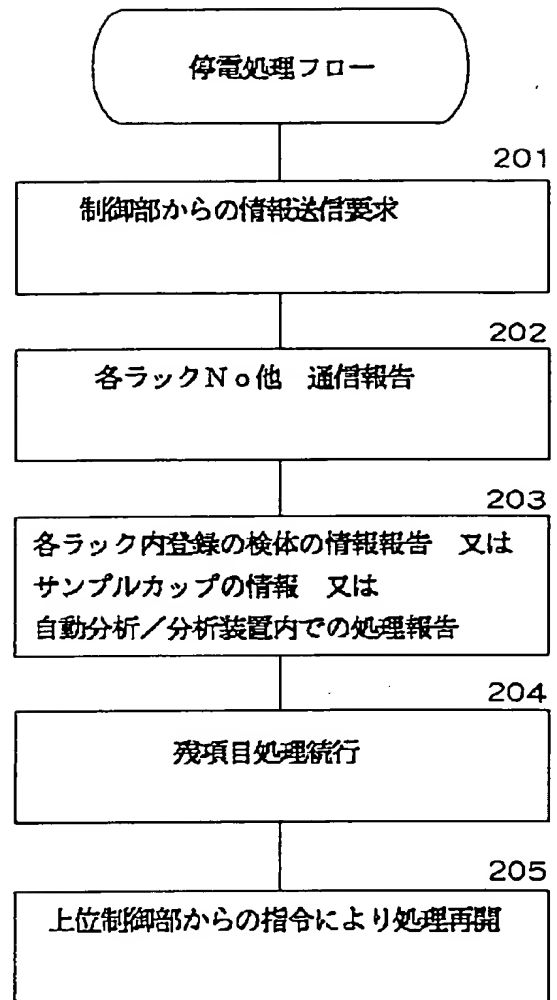 停電処理フロー
201
制御部からの情報送信要求
202
各ラックNo他 通信報告
203
各ラック内登録の検体の情報報告 又は
サンプルカップの情報 又は
自動分析/分析装置内での処理報告
204
残項目処理続行
205
上位制御部からの指令により処理再開